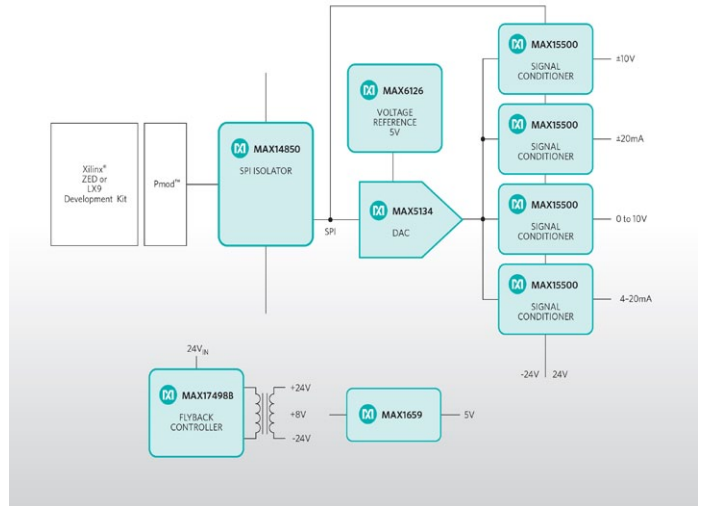 MAX15500
SIGNAL
CONDITIONER
±10V
MAX6126
VOLTAGE
REFERENCE
5V
MAX15500
SIGNAL
CONDITIONER
±20mA
Xilinx®
ZED or
LX9
Development Kit
Pmod™
MAX14850
SPI ISOLATOR
SPI
MAX5134
DAC
MAX15500
SIGNAL
CONDITIONER
0 to 10V
MAX15500
SIGNAL
CONDITIONER
4-20mA
-24V 24V
24VIN
MAX17498B
FLYBACK
CONTROLLER
+24V
+8V
-24V
MAX1659
5V